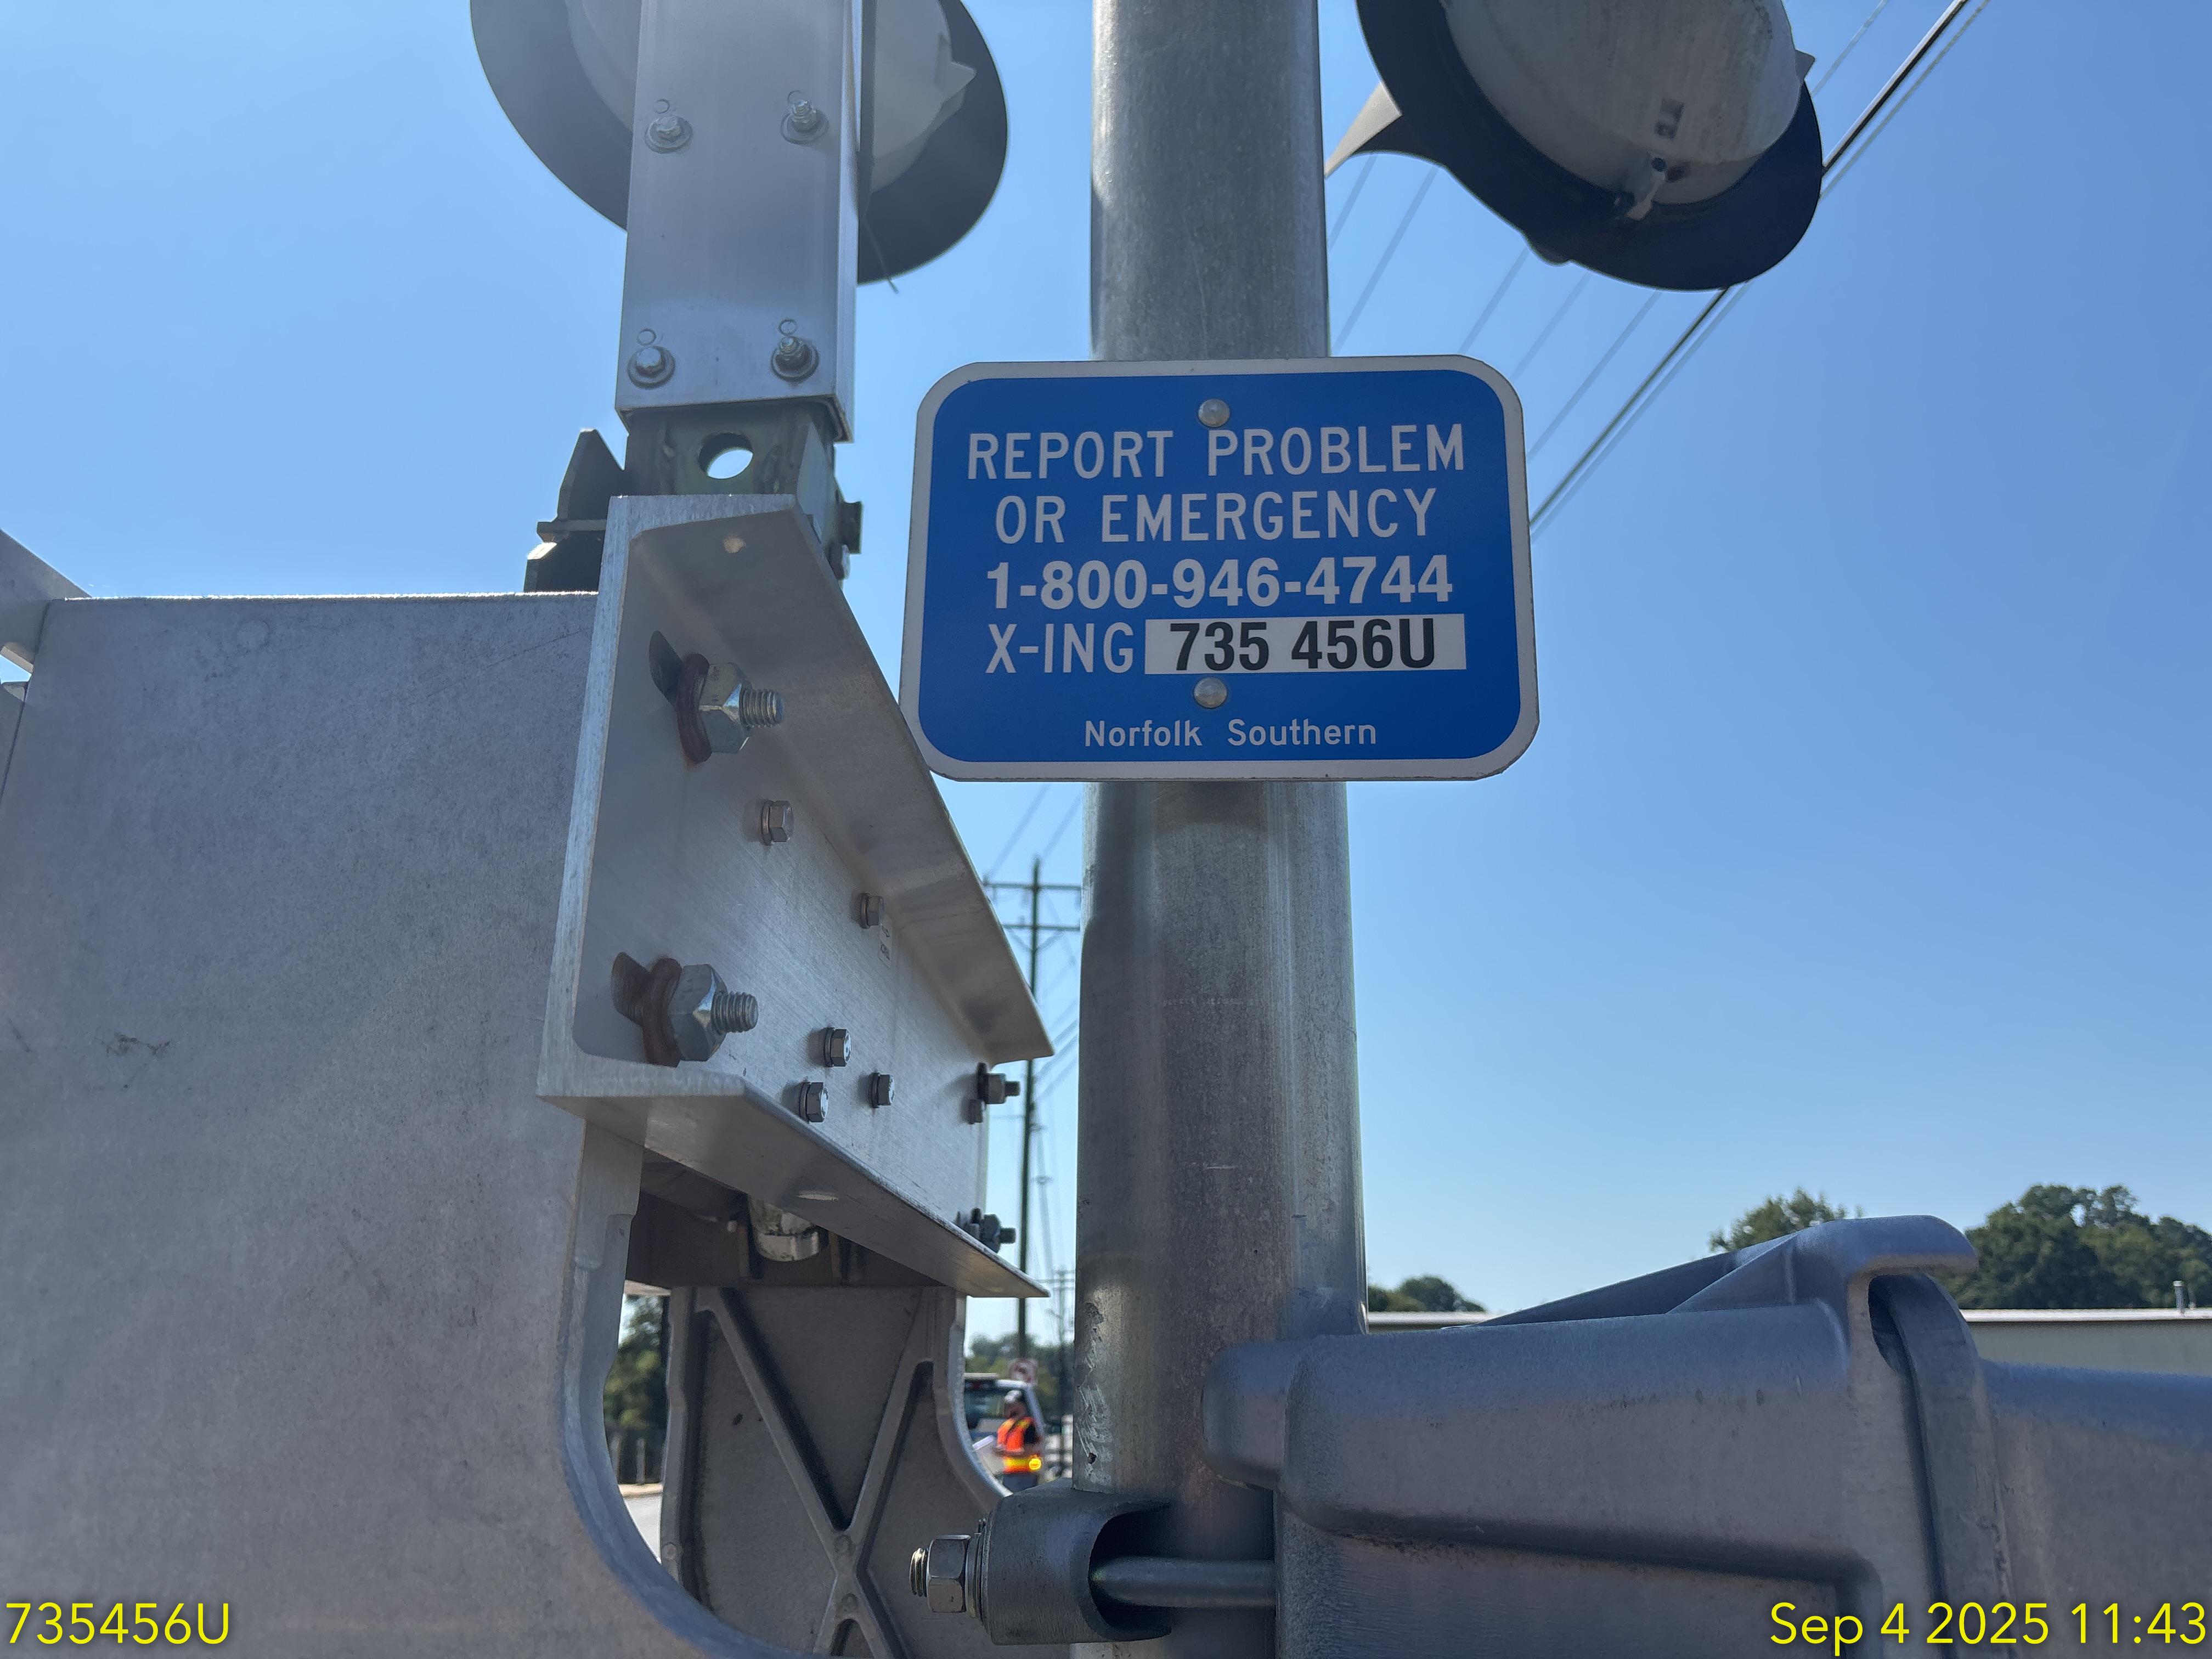 REPORT PROBLEM
OR EMERGENCY
1-800-946-4744
X-ING 735 456U
Norfolk Southern
735456U
Sep 4 2025 11:43